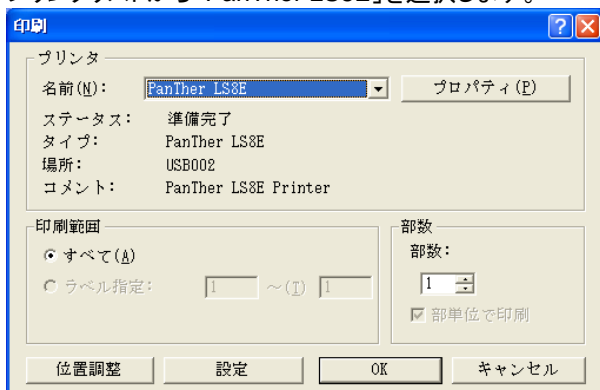 印刷
プリンタ
名前(N): PanTher LS8E プロパティ(P)
ステータス: 準備完了
タイプ: PanTher LS8E
場所: USB002
コメント: PanTher LS8E Printer
印刷範囲
すべて(A)
ラベル指定: 1 ～(T) 1
部数
部数:
1
部単位で印刷
位置調整 設定 OK キャンセル